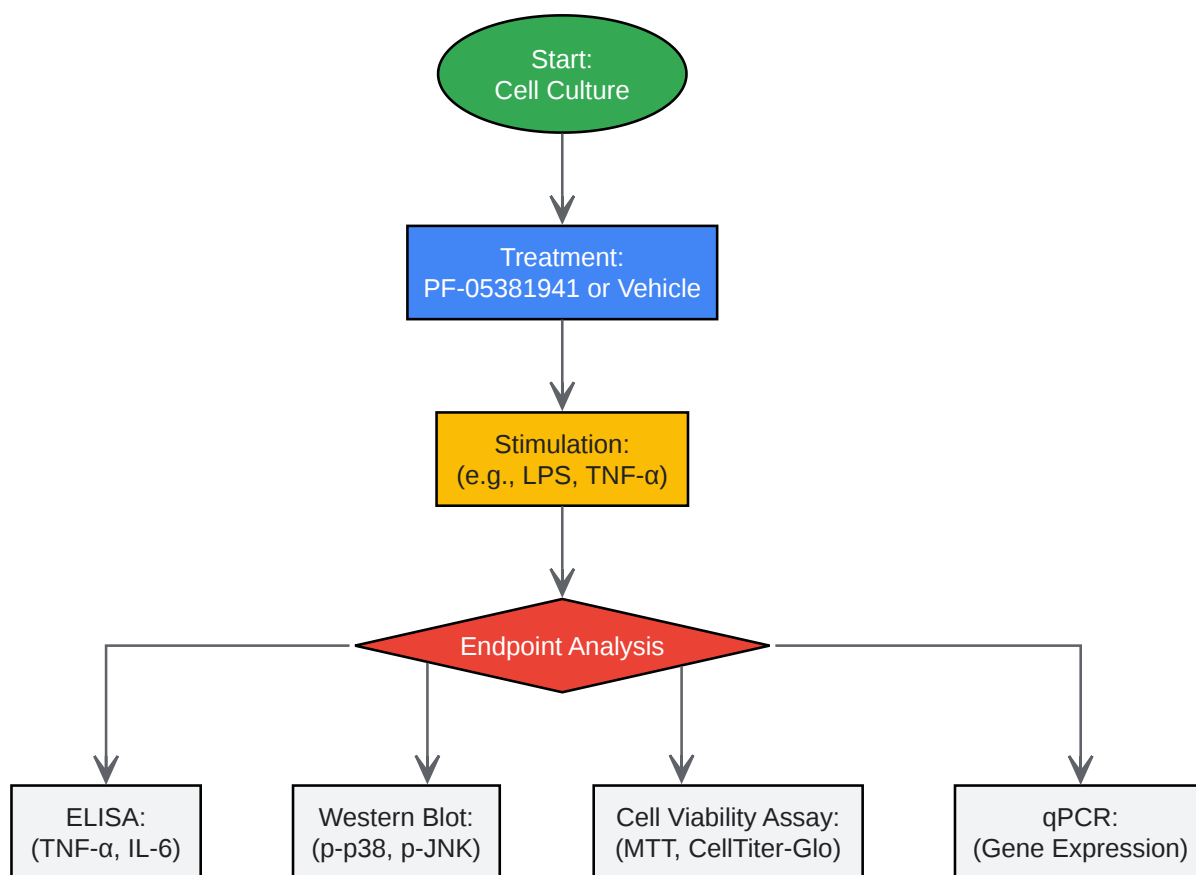 Start:
Cell Culture
Treatment:
PF-05381941 or Vehicle
Stimulation:
(e.g., LPS, TNF-α)
Endpoint Analysis
ELISA:
(TNF-α, IL-6)
Western Blot:
(p-p38, p-JNK)
Cell Viability Assay:
(MTT, CellTiter-Glo)
qPCR:
(Gene Expression)